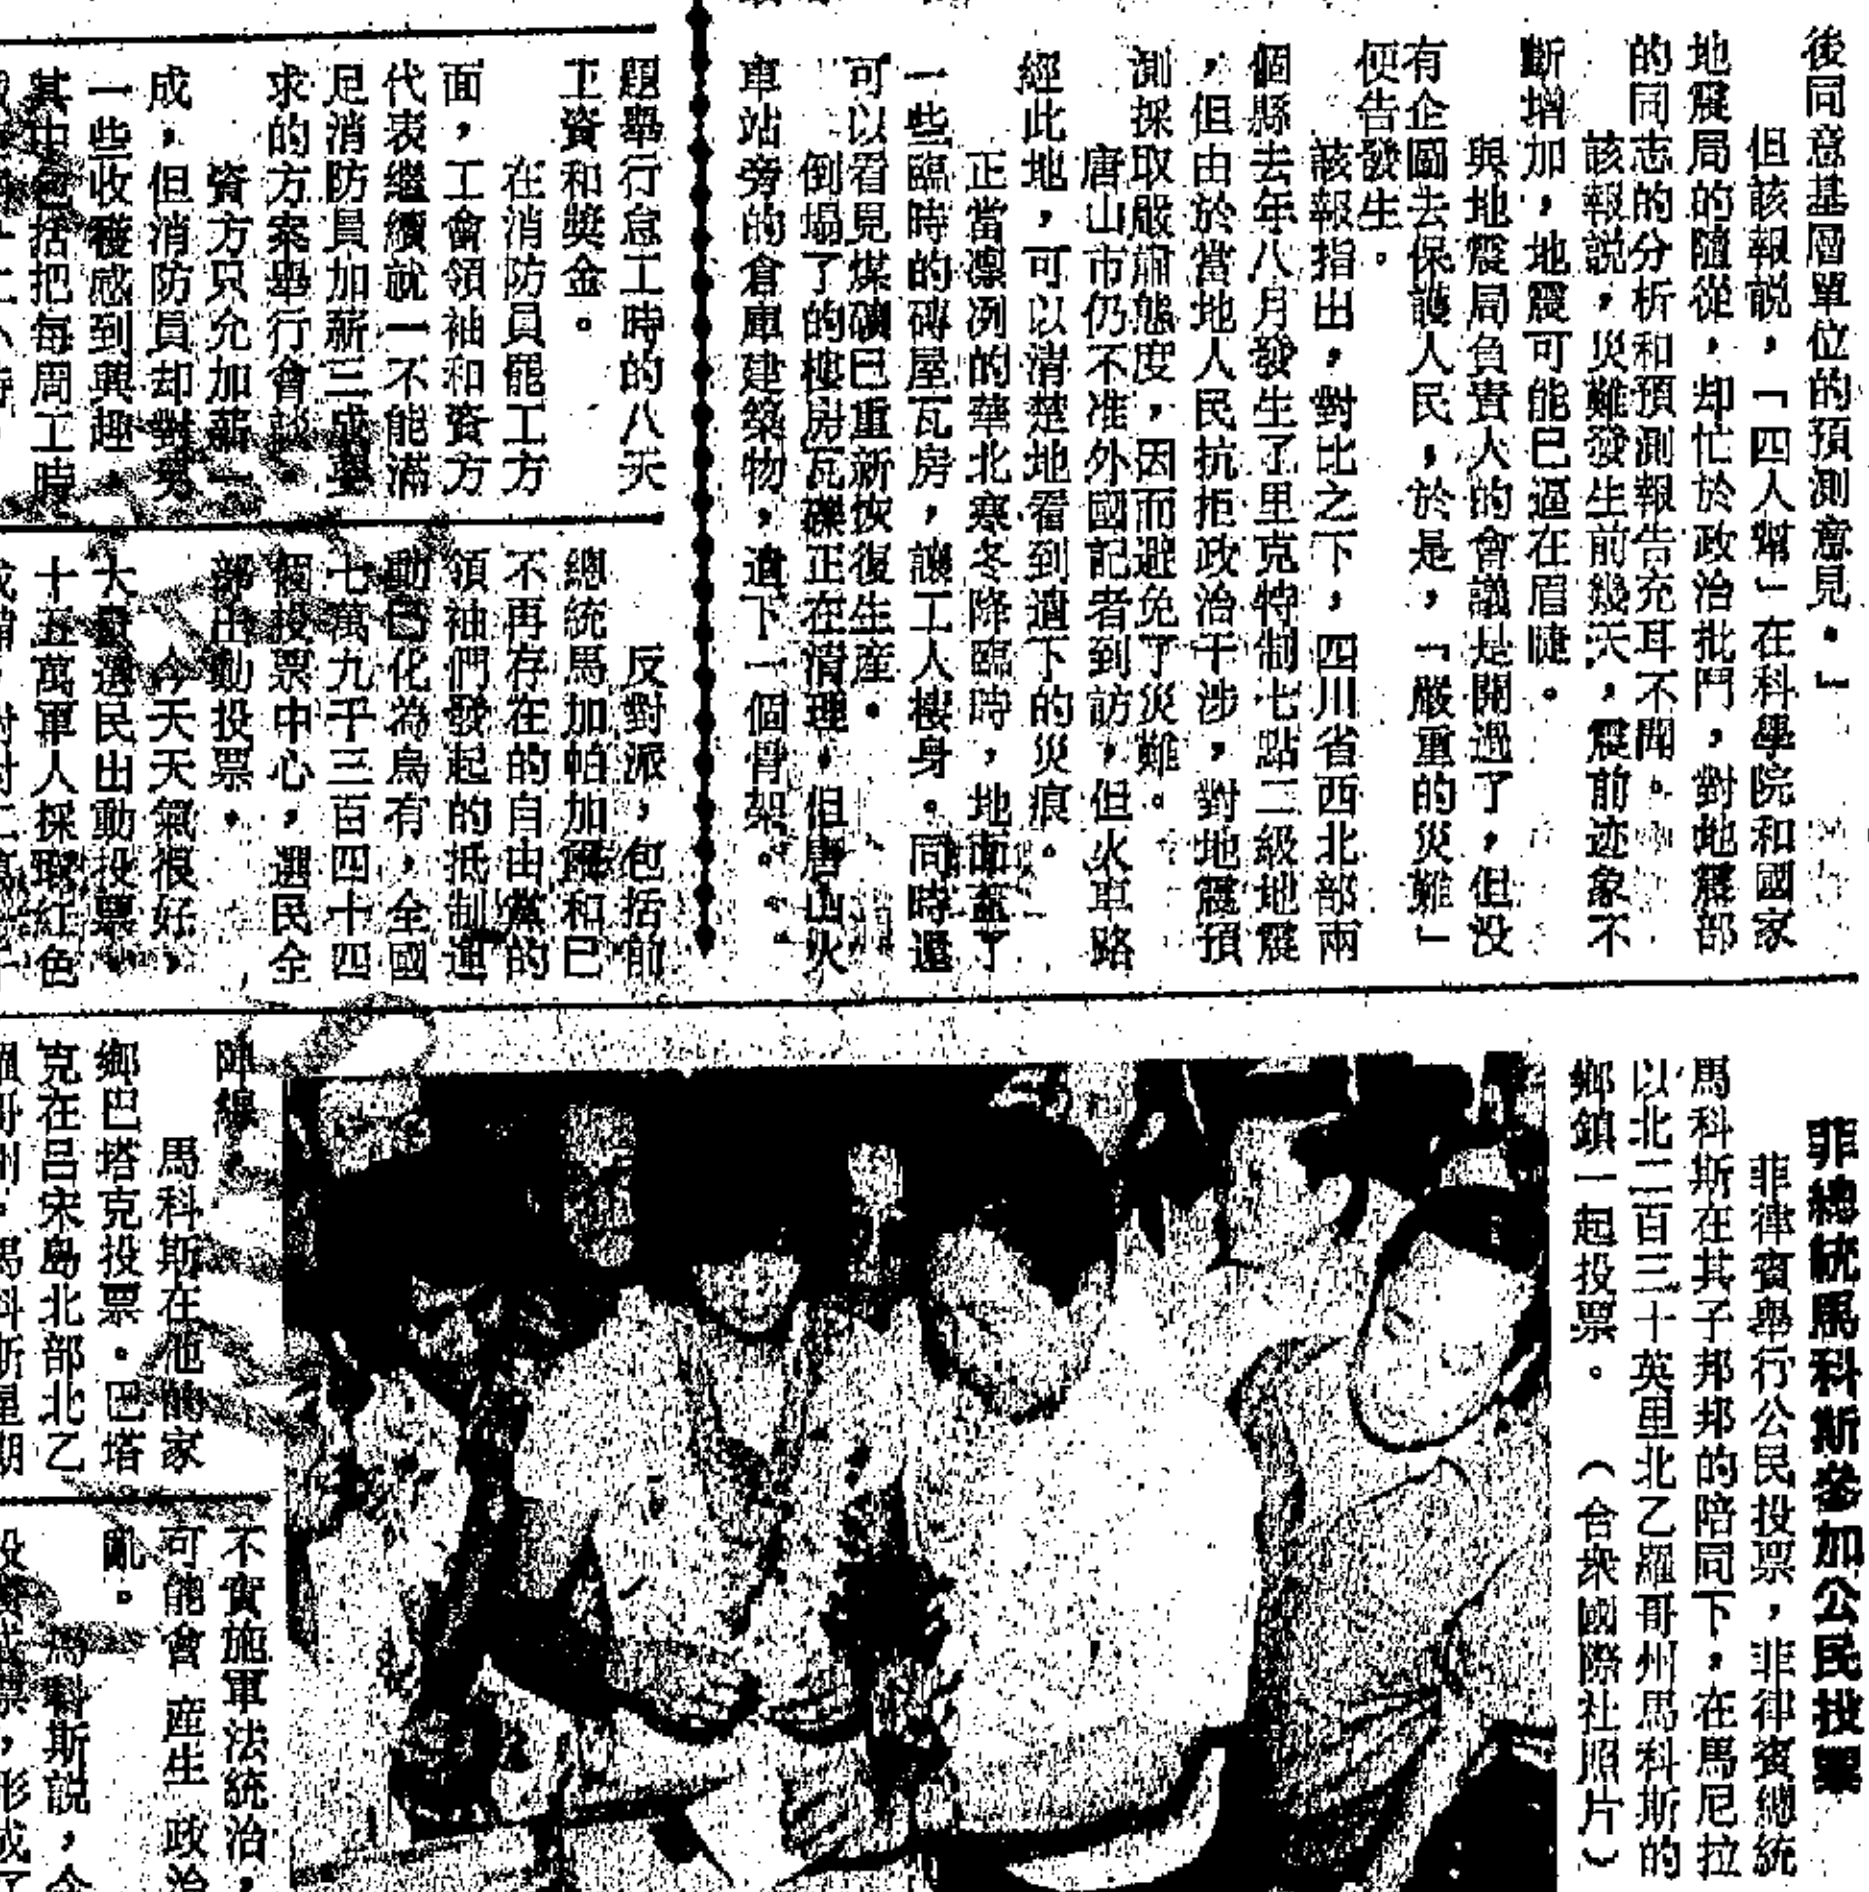 後同意基層單位的預測意見。」
但該報説，「四人幫」在科學院和國家
地震局的隨從，却忙於政治批鬥，對地震部
的同志的分析和預測報告充耳不聞。
該報説，災難發生前幾天，震前迹象不
斷增加，地震可能已逼在眉睫。
與地震局負責人的會議是開過了，但没
有企圖去保護人民，於是，「嚴重的災難」
便告發生。
該報指出，對比之下，四川省西北部兩
個縣去年八月發生了里克特制七點二級地震
，但由於當地人民抗拒政治干涉，對地震預
測採取嚴肅態度，因而避免了災難。
唐山市仍不准外國記者到訪，但火車路
經此地，可以清楚地看到遺下的災痕。
正當凛冽的華北寒冬降臨時，地面蓋了
一些臨時的磚屋瓦房，讓工人棲身。同時還
可以看見煤礦已重新恢復生産。
倒塌了的樓房瓦礫正在清理，但唐山火
車站旁的倉庫建築物，遺下一個骨架。
題舉行怠工時的八天
工資和獎金。
在消防員罷工方
面，工會領袖和資方
代表繼續就一不能滿
足消防員加薪三成要
求的方案舉行會談。
資方只允加薪一
成，但消防員却對另
一些收穫感到興趣，
其中包括把每周工時
反對派，包括前
總統馬加帕加爾和已
不再存在的自由黨的
領袖們發起的抵制運
動已化為烏有，全國
七萬九千三百四十四
個投票中心，選民全
部出動投票。
今天天氣很好，
大羣選民出動投票。
十五萬軍人採取紅色
菲總統馬科斯參加公民投票
菲律賓舉行公民投票，菲律賓總統
馬科斯在其子邦邦的陪同下，在馬尼拉
以北二百三十英里北乙羅哥州馬科斯的
鄉鎮一起投票。（合衆國際社照片）
陣線。
馬科斯在他的家
鄉巴塔克投票。巴塔
克在呂宋島北部北乙
不實施軍法統治，
可能會産生政治
亂。
馬科斯説，今